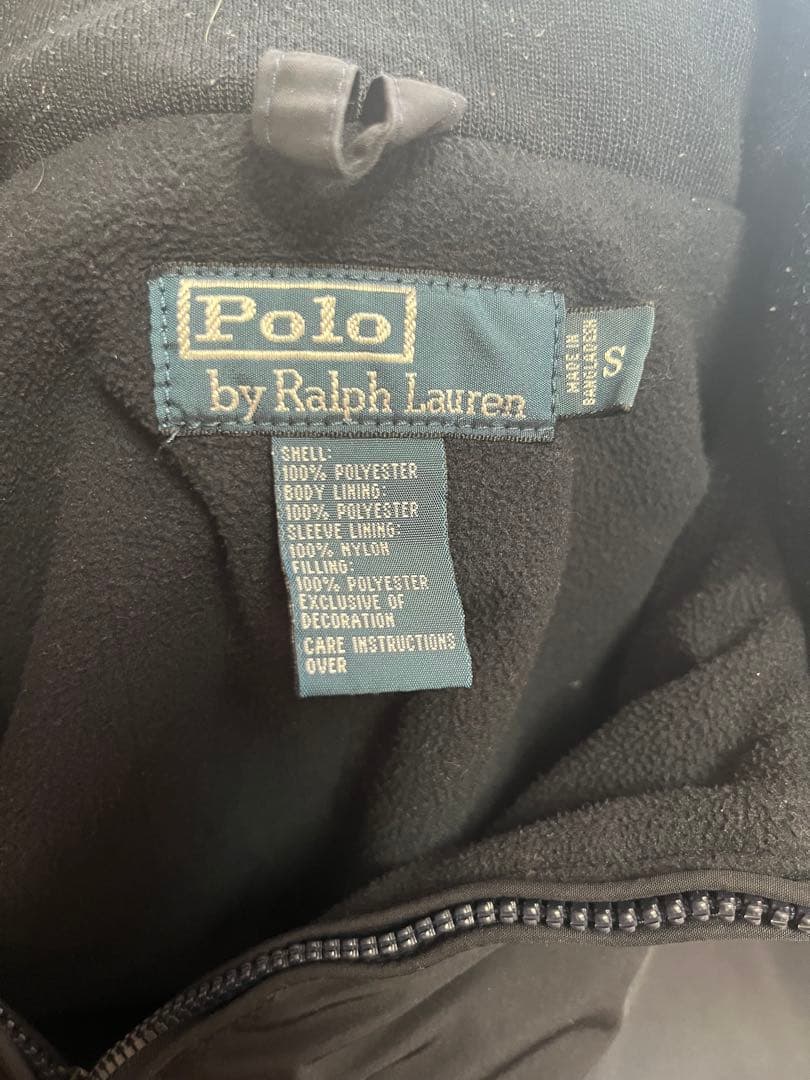 Polo
by Ralph Lauren
MADE IN
BANGLADESH
S
SHELL:
100% POLYESTER
BODY LINING:
100% POLYESTER
SLEEVE LINING:
100% NYLON
FILLING:
100% POLYESTER
EXCLUSIVE OF
DECORATION
CARE INSTRUCTIONS
OVER